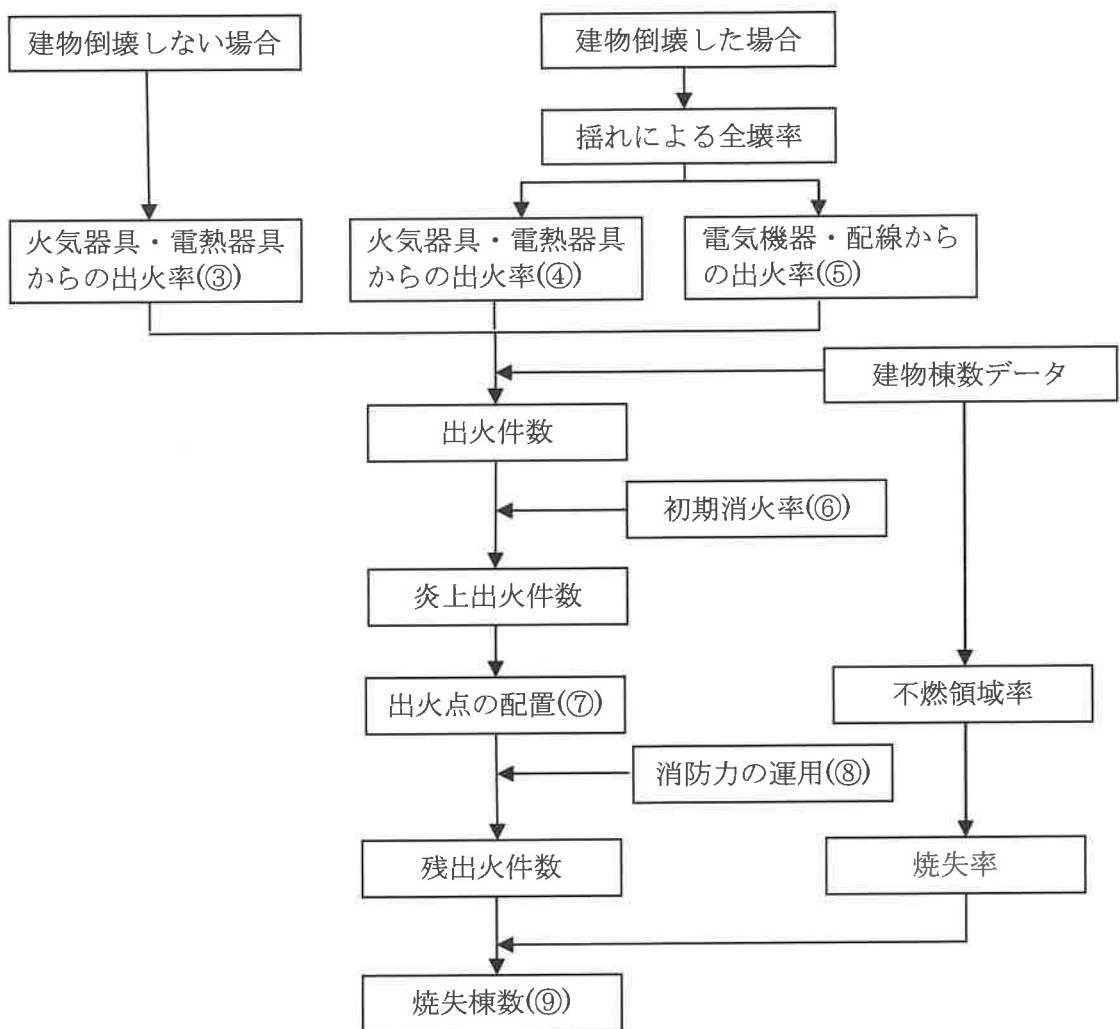 建物倒壊しない場合
建物倒壊した場合
揺れによる全壊率
火気器具・電熱器具
からの出火率(③)
火気器具・電熱器具
からの出火率(④)
電気機器・配線から
の出火率(⑤)
建物棟数データ
出火件数
初期消火率(⑥)
炎上出火件数
出火点の配置(⑦)
不燃領域率
消防力の運用(⑧)
残出火件数
焼失率
焼失棟数(⑨)